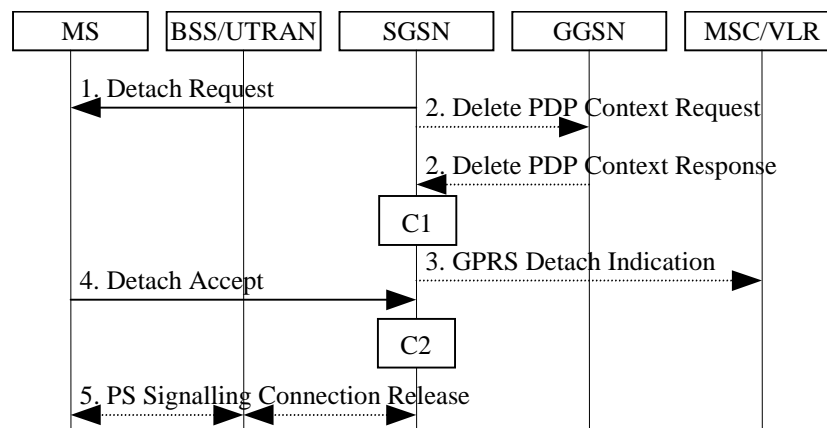 MS BSS/UTRAN SGSN GGSN MSC/VLR
1. Detach Request
2. Delete PDP Context Request
2. Delete PDP Context Response
C1
3. GPRS Detach Indication
4. Detach Accept
C2
5. PS Signalling Connection Release